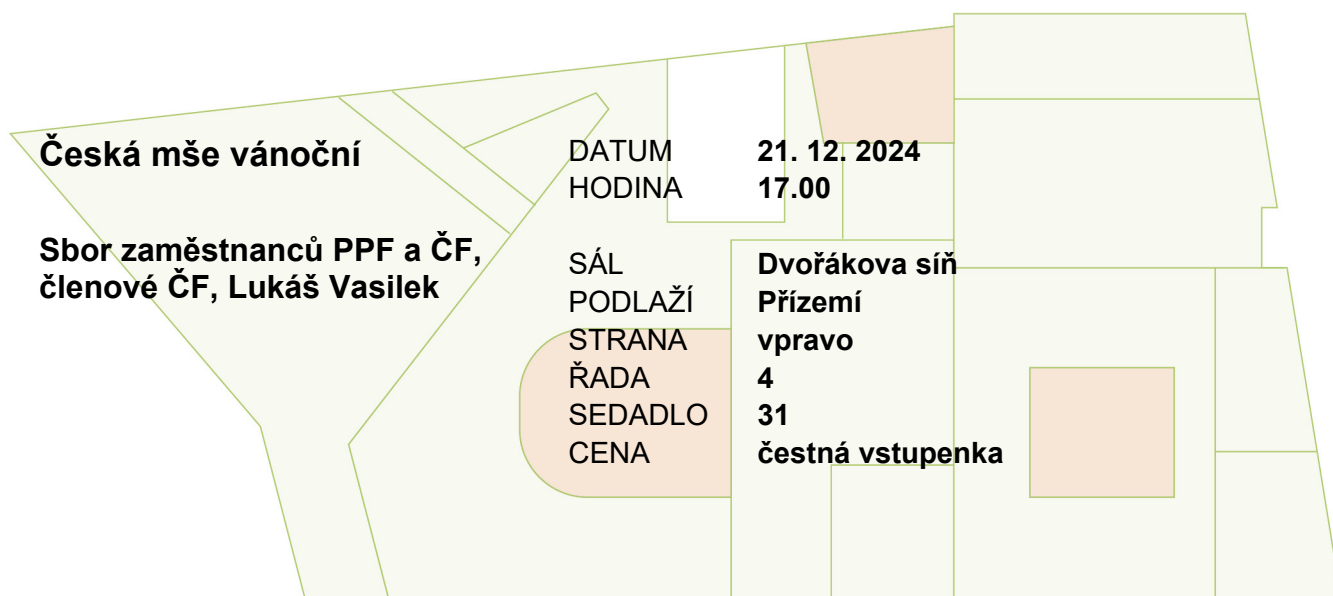 Česká mše vánoční
Sbor zaměstnanců PPF a ČF,
členové ČF, Lukáš Vasilek
DATUM 21. 12. 2024
HODINA 17.00
SÁL Dvořákova síň
PODLAŽÍ Přízemí
STRANA vpravo
ŘADA 4
SEDADLO 31
CENA čestná vstupenka